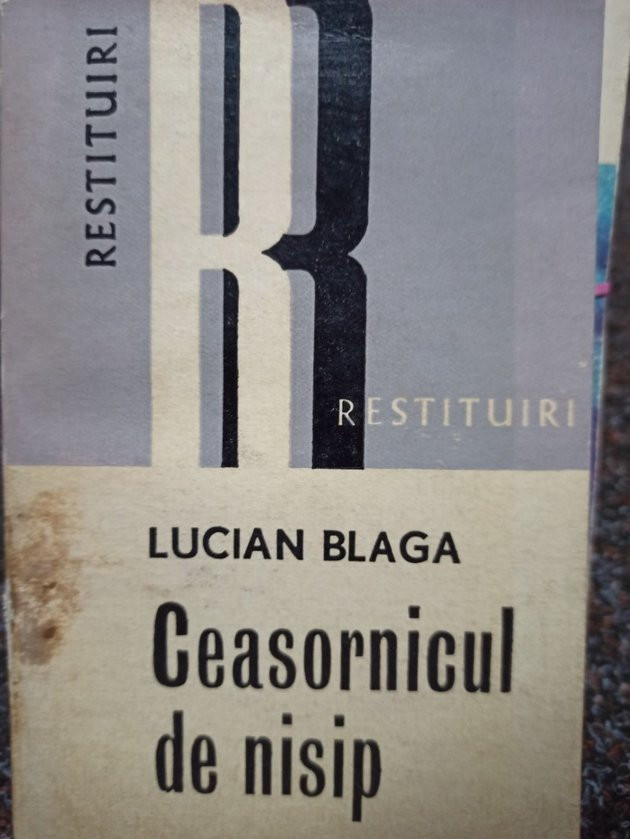 RESTITUIRI
R
RESTITUIRI
LUCIAN BLAGA
Ceasornicul
de nisip